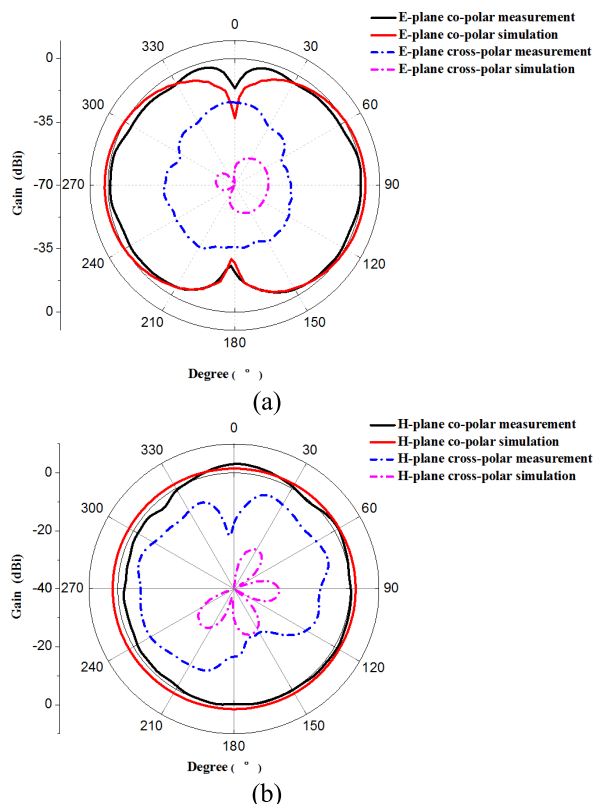 E-plane co-polar measurement
E-plane co-polar simulation
E-plane cross-polar measurement
E-plane cross-polar simulation
0
330
30
0
300
60
-35
Gain (dBi)
-70
270
90
-35
240
120
0
210
150
180
Degree ( ° )
(a)
H-plane co-polar measurement
H-plane co-polar simulation
H-plane cross-polar measurement
H-plane cross-polar simulation
0
330
30
0
300
60
-20
Gain (dBi)
-40
270
90
-20
240
120
0
210
150
180
Degree ( ° )
(b)